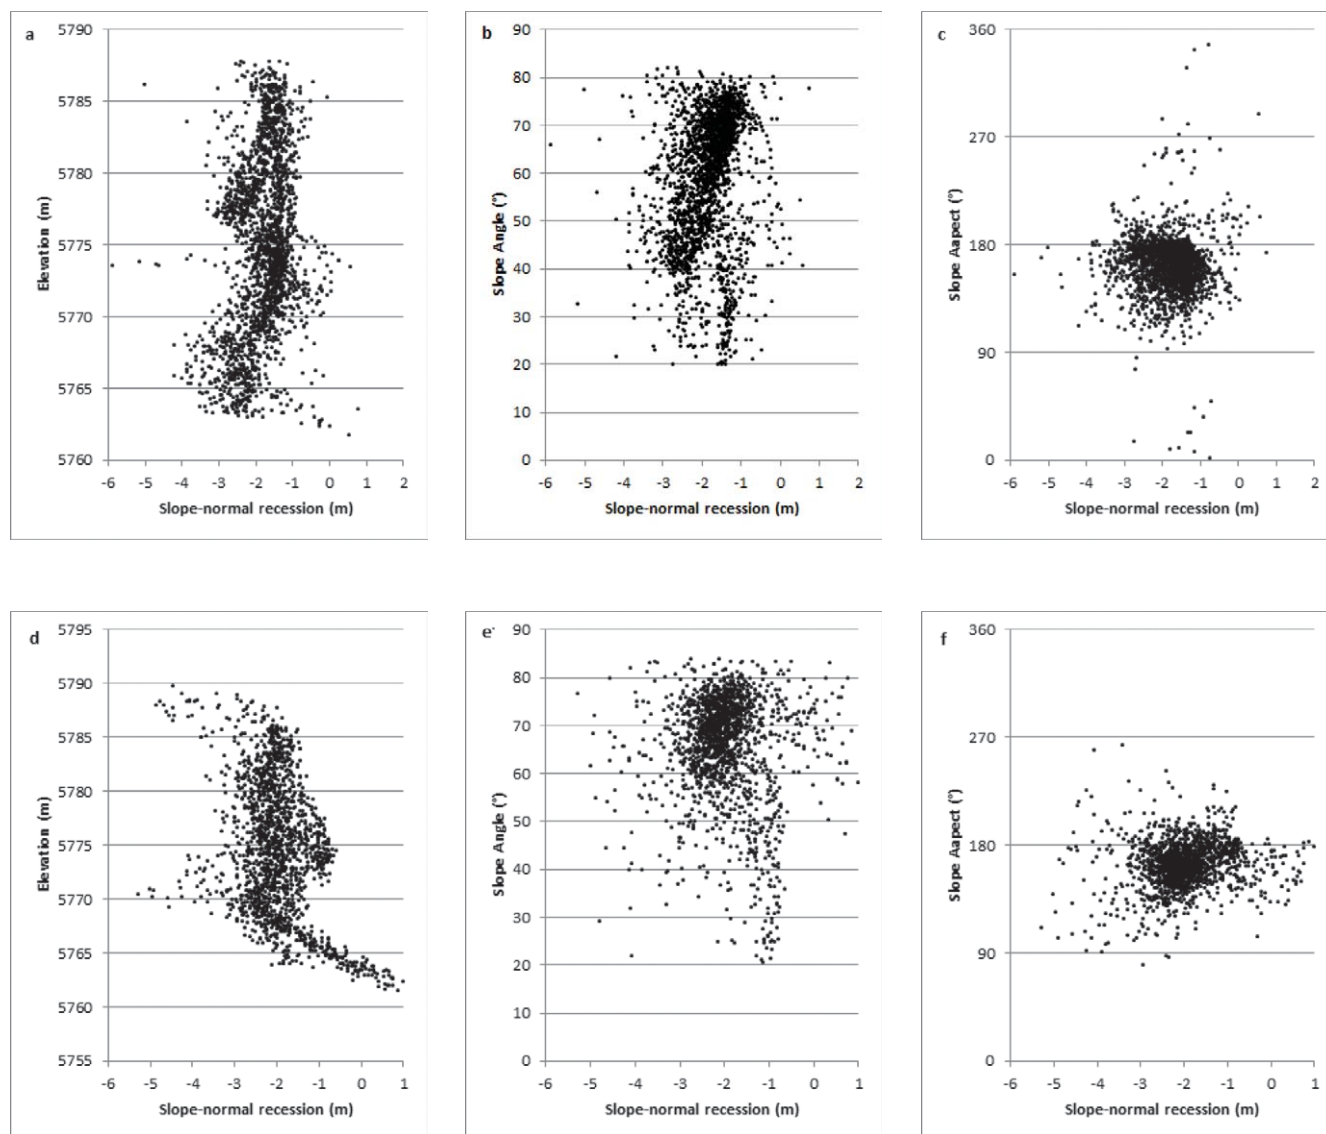 a
5790
5785
5780
5775
5770
5765
5760
Elevation (m)
-6 -5 -4 -3 -2 -1 0 1 2
Slope-normal recession (m)
b
90
80
70
60
50
40
30
20
10
0
Slope Angle (°)
-6 -5 -4 -3 -2 -1 0 1 2
Slope-normal recession (m)
c
360
270
180
90
0
Slope Aapect (°)
-6 -5 -4 -3 -2 -1 0 1 2
Slope-normal recession (m)
d
5795
5790
5785
5780
5775
5770
5765
5760
5755
Elevation (m)
-6 -5 -4 -3 -2 -1 0 1
Slope-normal recession (m)
e
90
80
70
60
50
40
30
20
10
0
Slope Angle (°)
-6 -5 -4 -3 -2 -1 0 1
Slope-normal recession (m)
f
360
270
180
90
0
Slope Aapect (°)
-6 -5 -4 -3 -2 -1 0 1
Slope-normal recession (m)